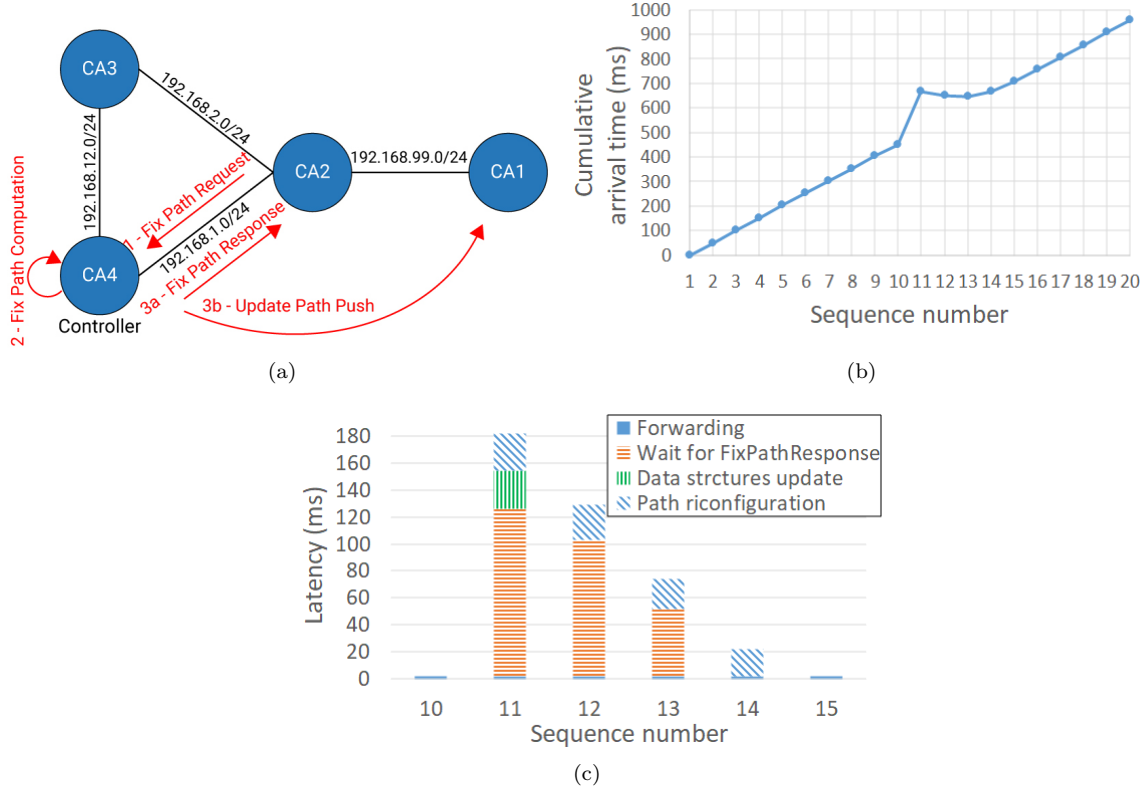 CA3
192.168.2.0/24
192.168.12.0/24
CA2
192.168.99.0/24
CA1
1 - Fix Path Request
192.168.1.0/24
3a - Fix Path Response
2 - Fix Path Computation
CA4
Controller
3b - Update Path Push
(a)
Cumulative
arrival time (ms)
1000
900
800
700
600
500
400
300
200
100
0
1 2 3 4 5 6 7 8 9 10 11 12 13 14 15 16 17 18 19 20
Sequence number
(b)
Latency (ms)
180
160
140
120
100
80
60
40
20
0
Forwarding
Wait for FixPathResponse
Data strctures update
Path riconfiguration
10 11 12 13 14 15
Sequence number
(c)